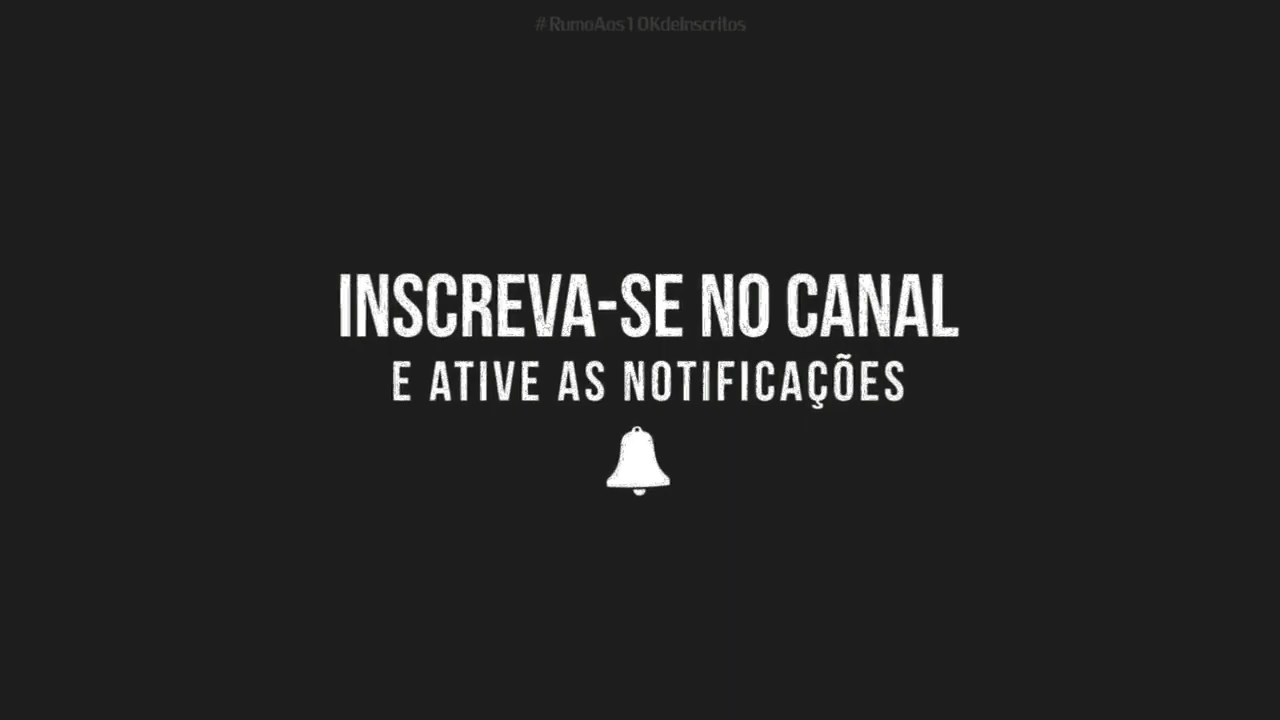 #RumoAos10KdeInscritos
INSCREVA-SE NO CANAL
E ATIVE AS NOTIFICAÇÕES